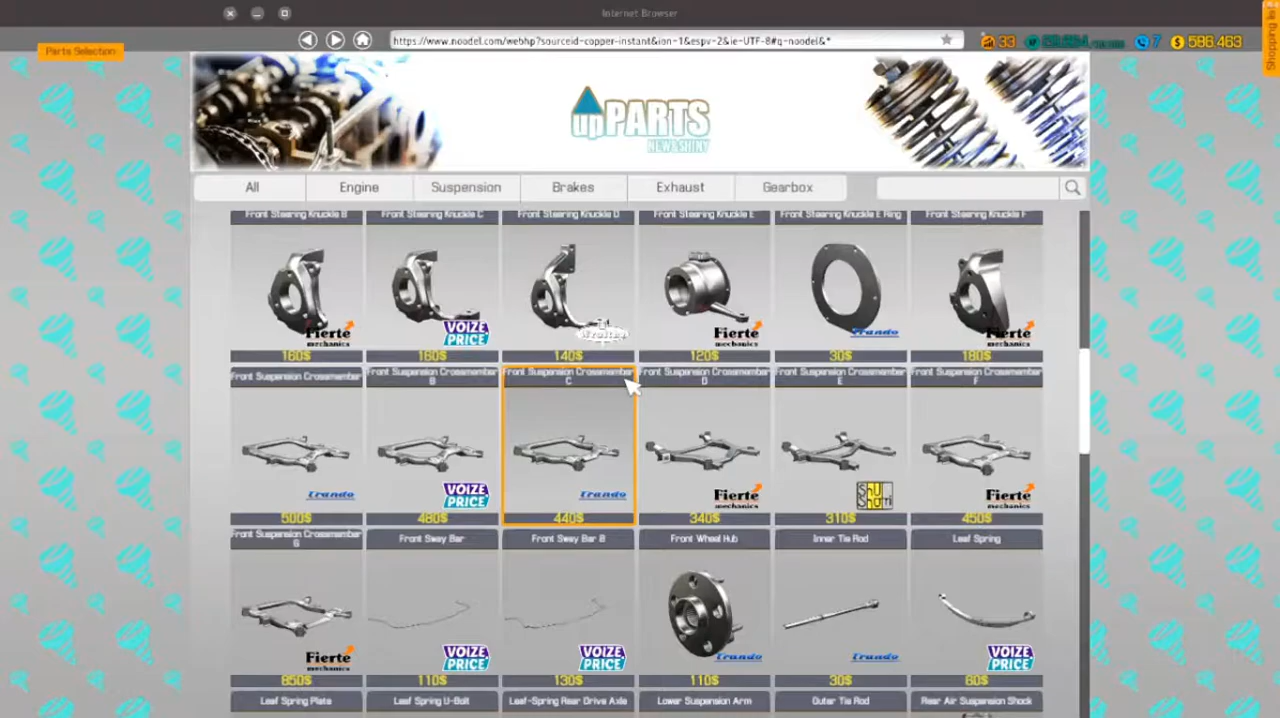 Internet Browser
https://www.noodel.com/webhp?sourceid-copper-instant&ion-1&espv-2&ie-UTF-8#q-noodel&*
33
7
$ 586,463
Parts Selection
Shopping list
upPARTS
NEW&SHINY
All
Engine
Suspension
Brakes
Exhaust
Gearbox
Front Steering Knuckle B
Front Steering Knuckle C
Front Steering Knuckle D
Front Steering Knuckle E
Front Steering Knuckle E Ring
Front Steering Knuckle F
Fierte mechanics
VOIZE PRICE
Fierte mechanics
Trando
Fierte mechanics
160$
160$
140$
120$
30$
180$
Front Suspension Crossmember
Front Suspension Crossmember B
Front Suspension Crossmember C
Front Suspension Crossmember D
Front Suspension Crossmember E
Front Suspension Crossmember F
Trando
VOIZE PRICE
Trando
Fierte mechanics
Fierte mechanics
500$
480$
440$
340$
310$
450$
Front Suspension Crossmember G
Front Sway Bar
Front Sway Bar B
Front Wheel Hub
Inner Tie Rod
Leaf Spring
Fierte mechanics
VOIZE PRICE
VOIZE PRICE
Trando
Trando
VOIZE PRICE
850$
110$
130$
110$
30$
60$
Leaf Spring Plate
Leaf Spring U-Bolt
Leaf-Spring Rear Drive Axle
Lower Suspension Arm
Outer Tie Rod
Rear Air Suspension Shock